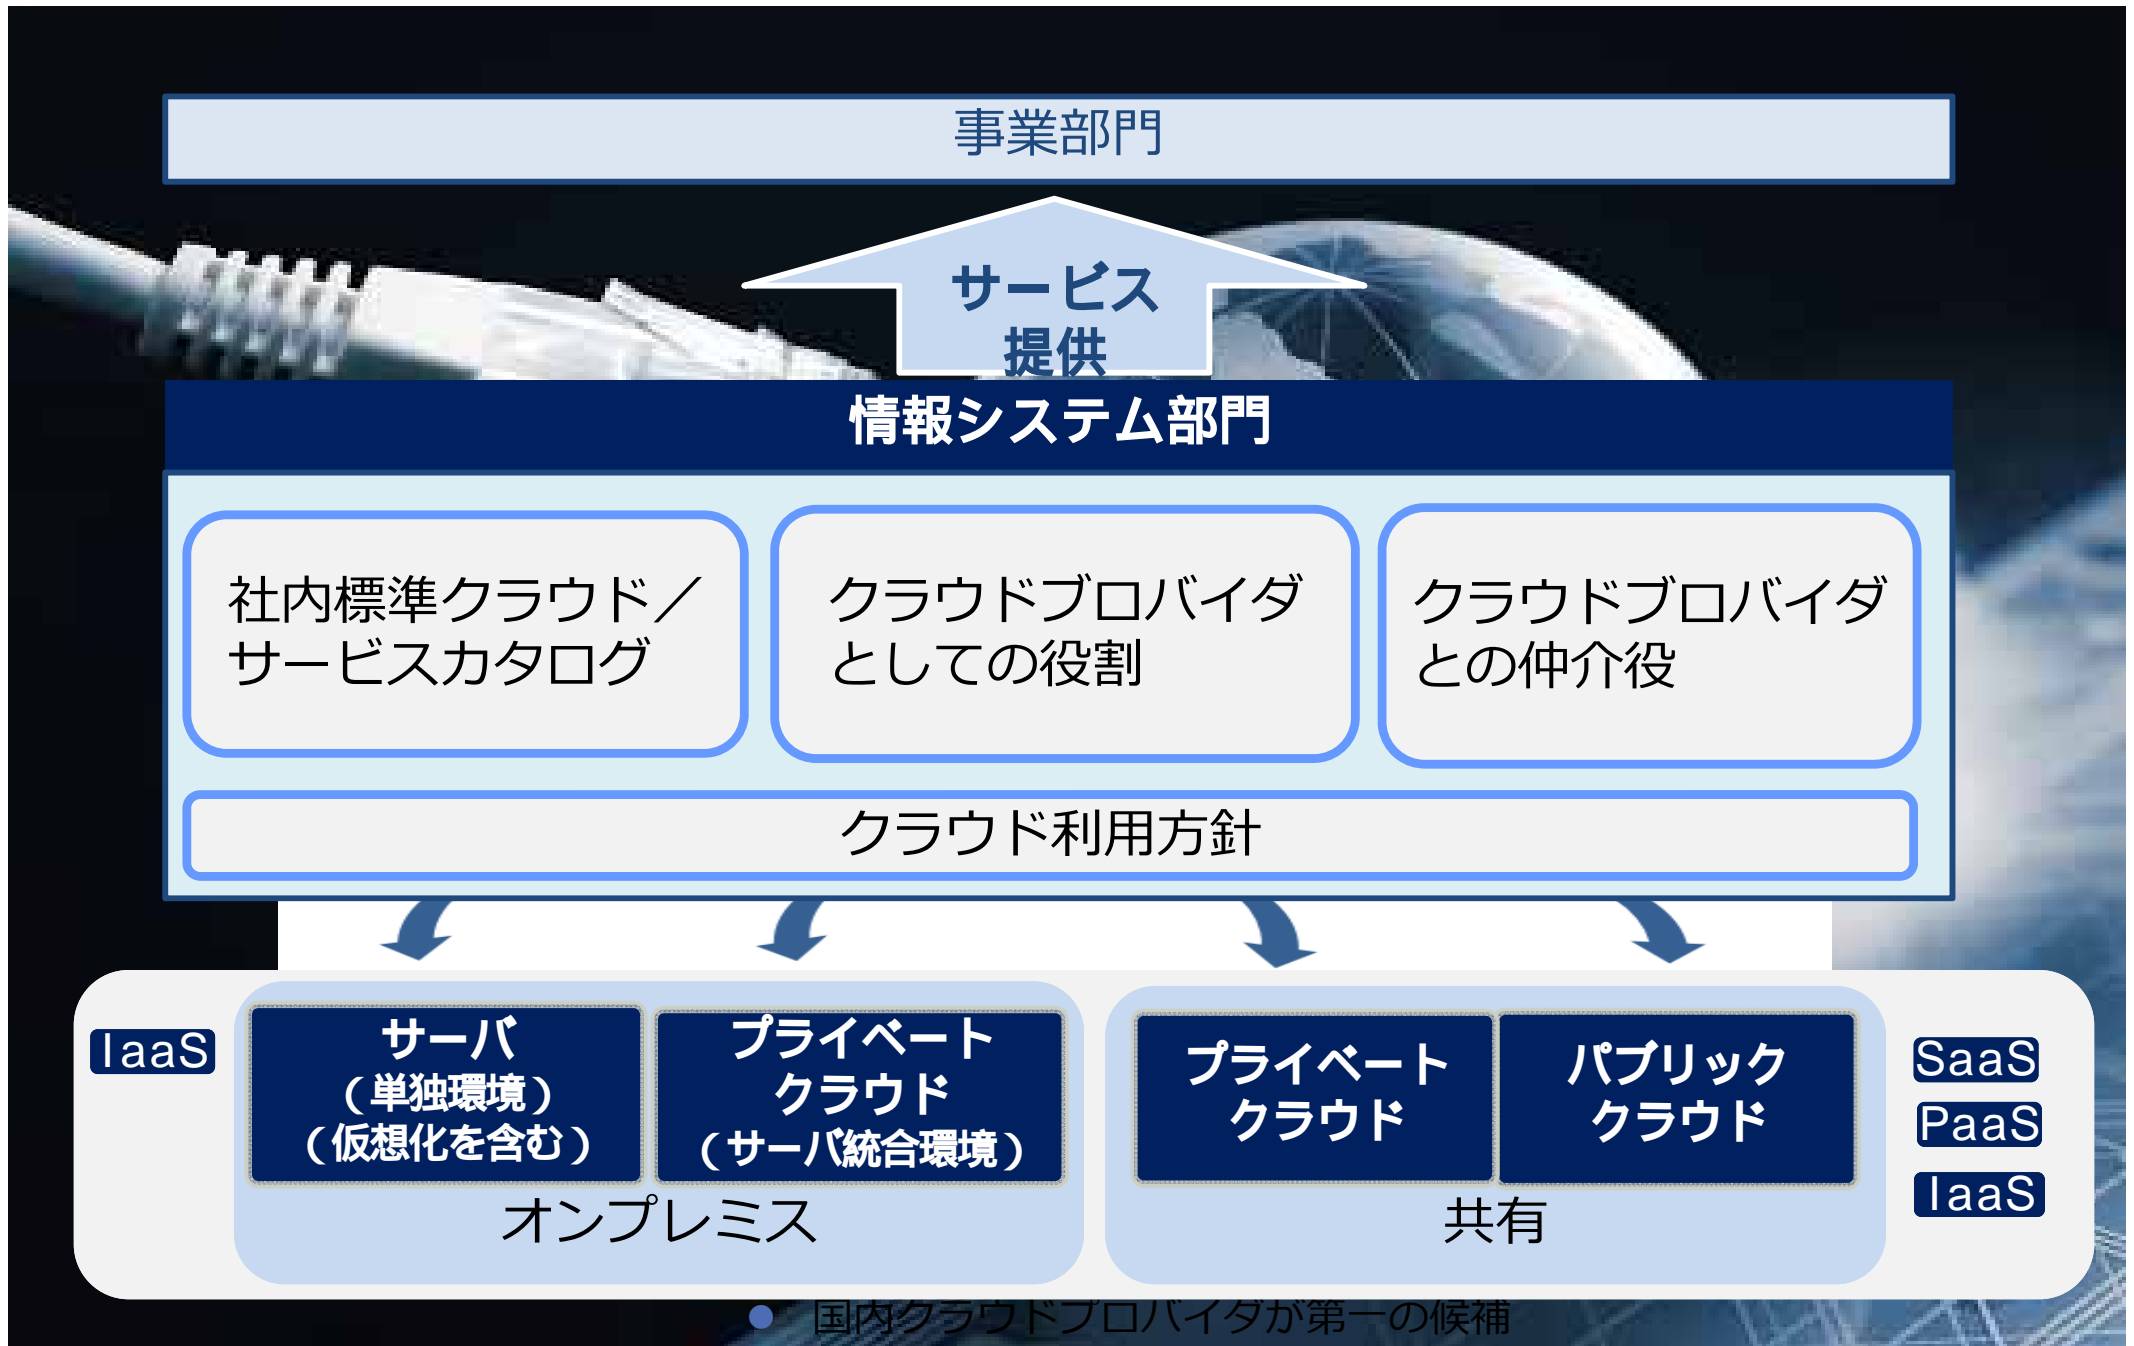 事業部門
サービス
提供
情報システム部門
社内標準クラウド／
サービスカタログ
クラウドブロバイダ
としての役割
クラウドブロバイダ
との仲介役
クラウド利用方針
IaaS
サーバ
（単独環境）
（仮想化を含む）
プライベート
クラウド
（サーバ統合環境）
オンプレミス
プライベート
クラウド
パブリック
クラウド
共有
SaaS
PaaS
IaaS
● 国内クラウドプロバイダが第一の候補